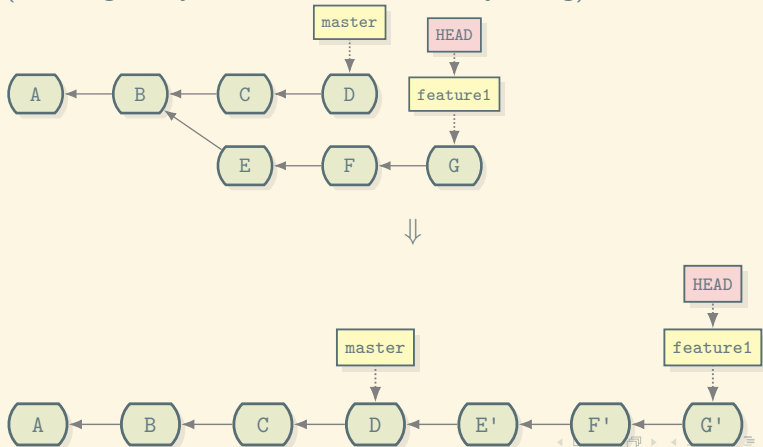 master
HEAD
A B C D feature1
E F G
⇓
HEAD
master feature1
A B C D E' F' G'